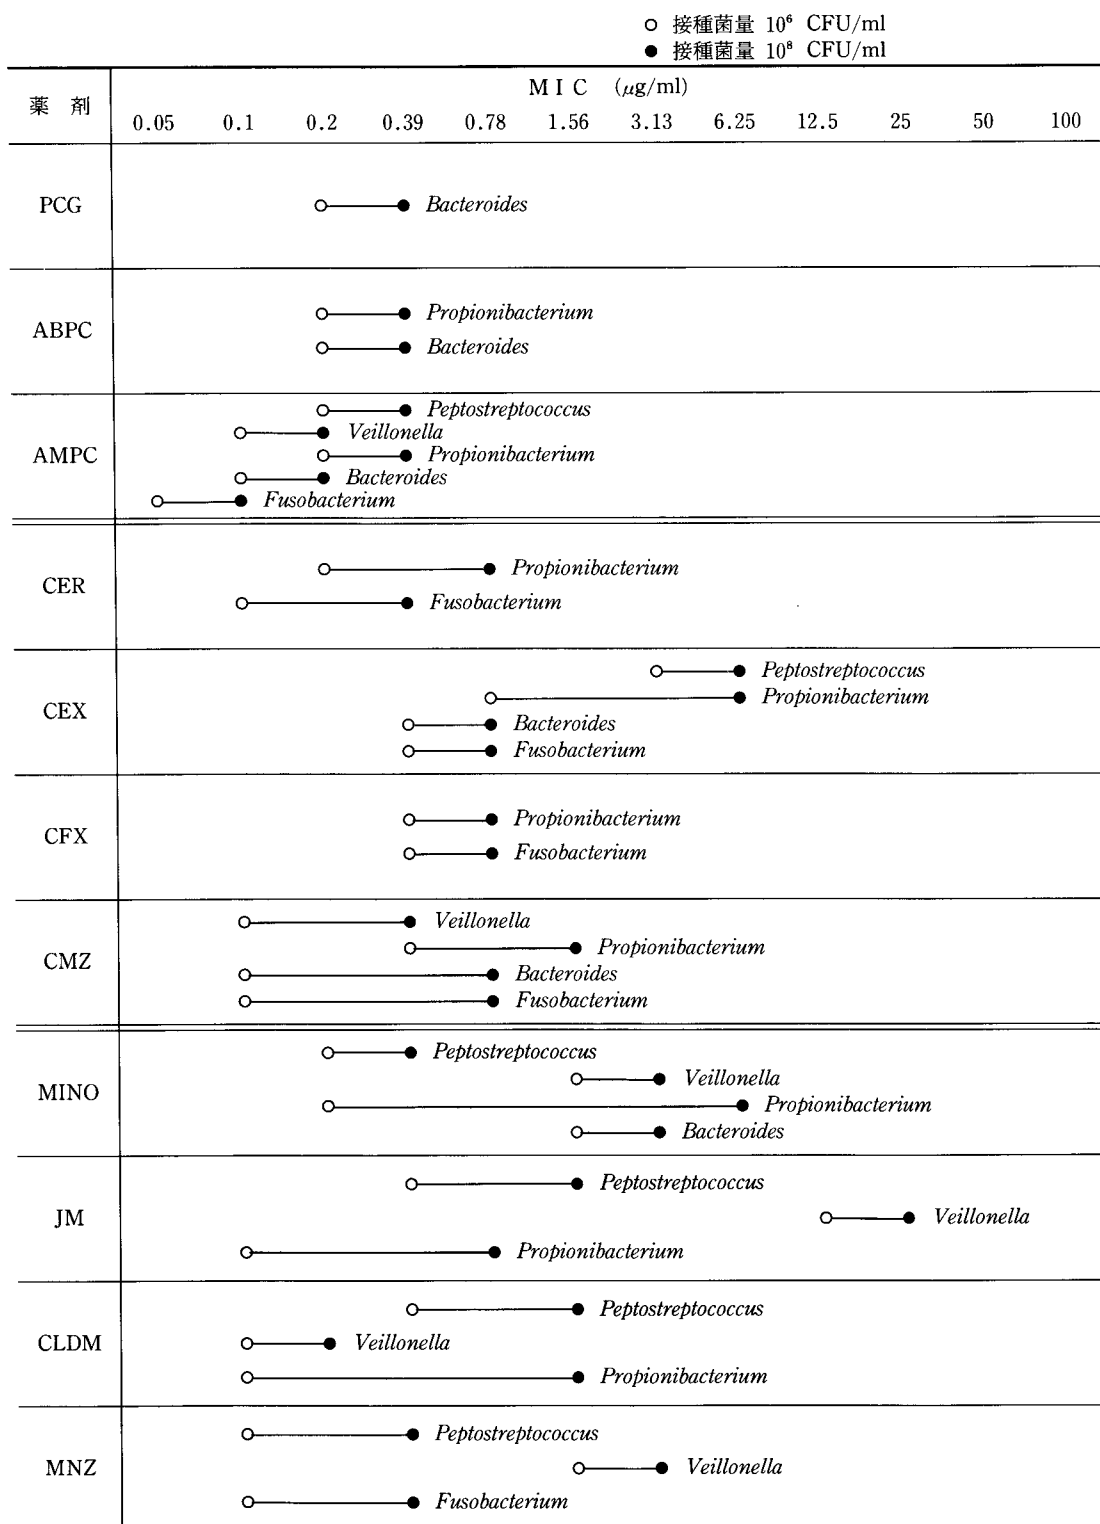 ○ 接種菌量 10⁶ CFU/ml
● 接種菌量 10⁸ CFU/ml
薬 剤
MIC (μg/ml)
0.05 0.1 0.2 0.39 0.78 1.56 3.13 6.25 12.5 25 50 100
PCG
Bacteroides
ABPC
Propionibacterium
Bacteroides
AMPC
Peptostreptococcus
Veillonella
Propionibacterium
Bacteroides
Fusobacterium
CER
Propionibacterium
Fusobacterium
CEX
Peptostreptococcus
Propionibacterium
Bacteroides
Fusobacterium
CFX
Propionibacterium
Fusobacterium
CMZ
Veillonella
Propionibacterium
Bacteroides
Fusobacterium
MINO
Peptostreptococcus
Veillonella
Propionibacterium
Bacteroides
JM
Peptostreptococcus
Veillonella
Propionibacterium
CLDM
Peptostreptococcus
Veillonella
Propionibacterium
MNZ
Peptostreptococcus
Veillonella
Fusobacterium